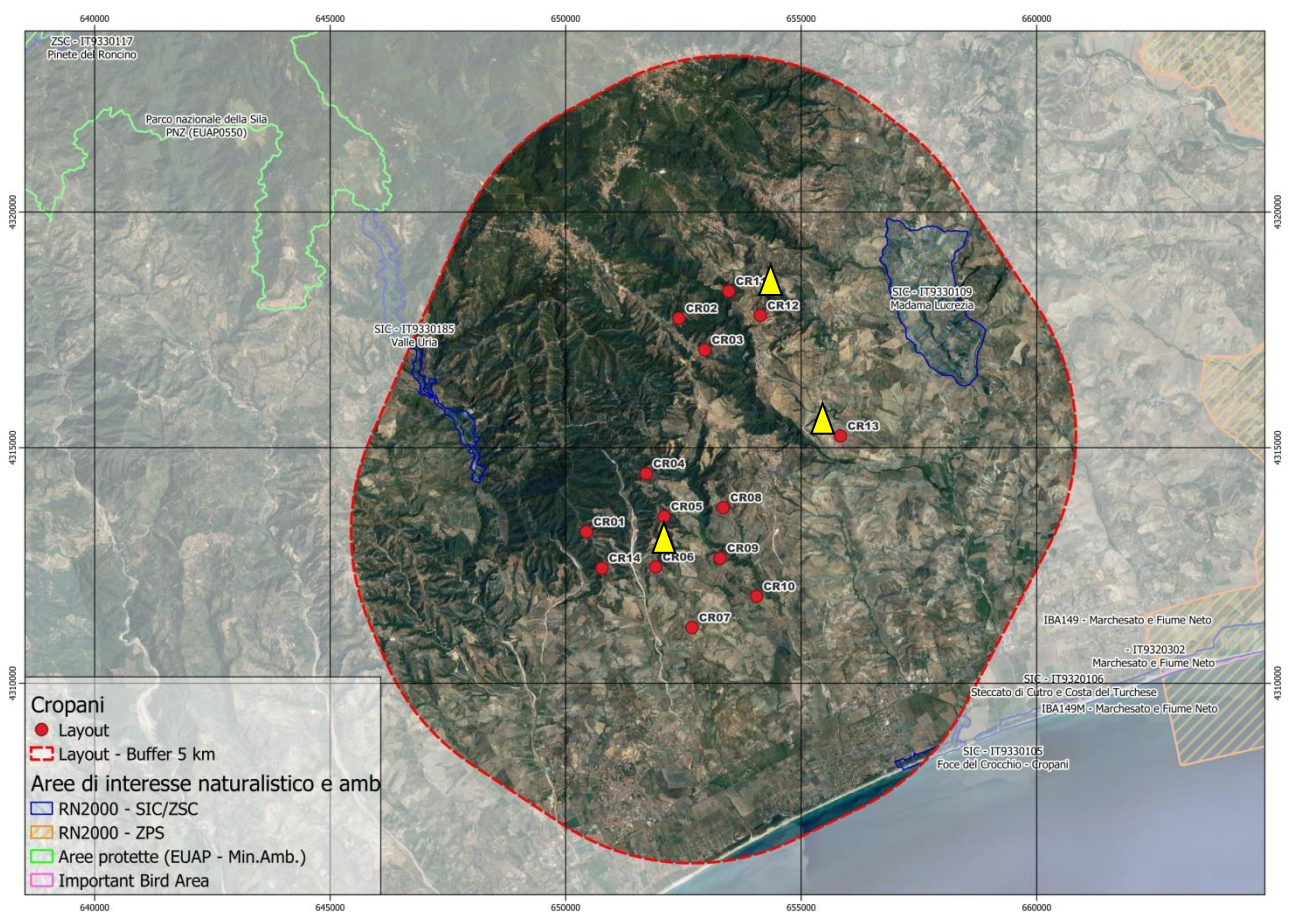 640000 645000 650000 655000 660000
ZSC - IT9330117
Pinete del Roncino
Parco nazionale della Sila
PNZ (EUAP0550)
4320000 4320000
CR11
CR12
CR02
CR03
SIC - IT9330109
Madama Lucrezia
SIC - IT9330185
Valle Uria
CR13
4315000 4315000
CR04
CR08
CR05
CR01
CR09
CR14
CR06
CR10
CR07
IBA149 - Marchesato e Fiume Neto
- IT9320302
Marchesato e Fiume Neto
4310000 4310000
SIC - IT9320106
Steccato di Cutro e Costa del Turchese
IBA149M - Marchesato e Fiume Neto
SIC - IT9330105
Foce del Crocchio - Cropani
Cropani
Layout
Layout - Buffer 5 km
Aree di interesse naturalistico e amb
RN2000 - SIC/ZSC
RN2000 - ZPS
Aree protette (EUAP - Min.Amb.)
Important Bird Area
640000 645000 650000 655000 660000